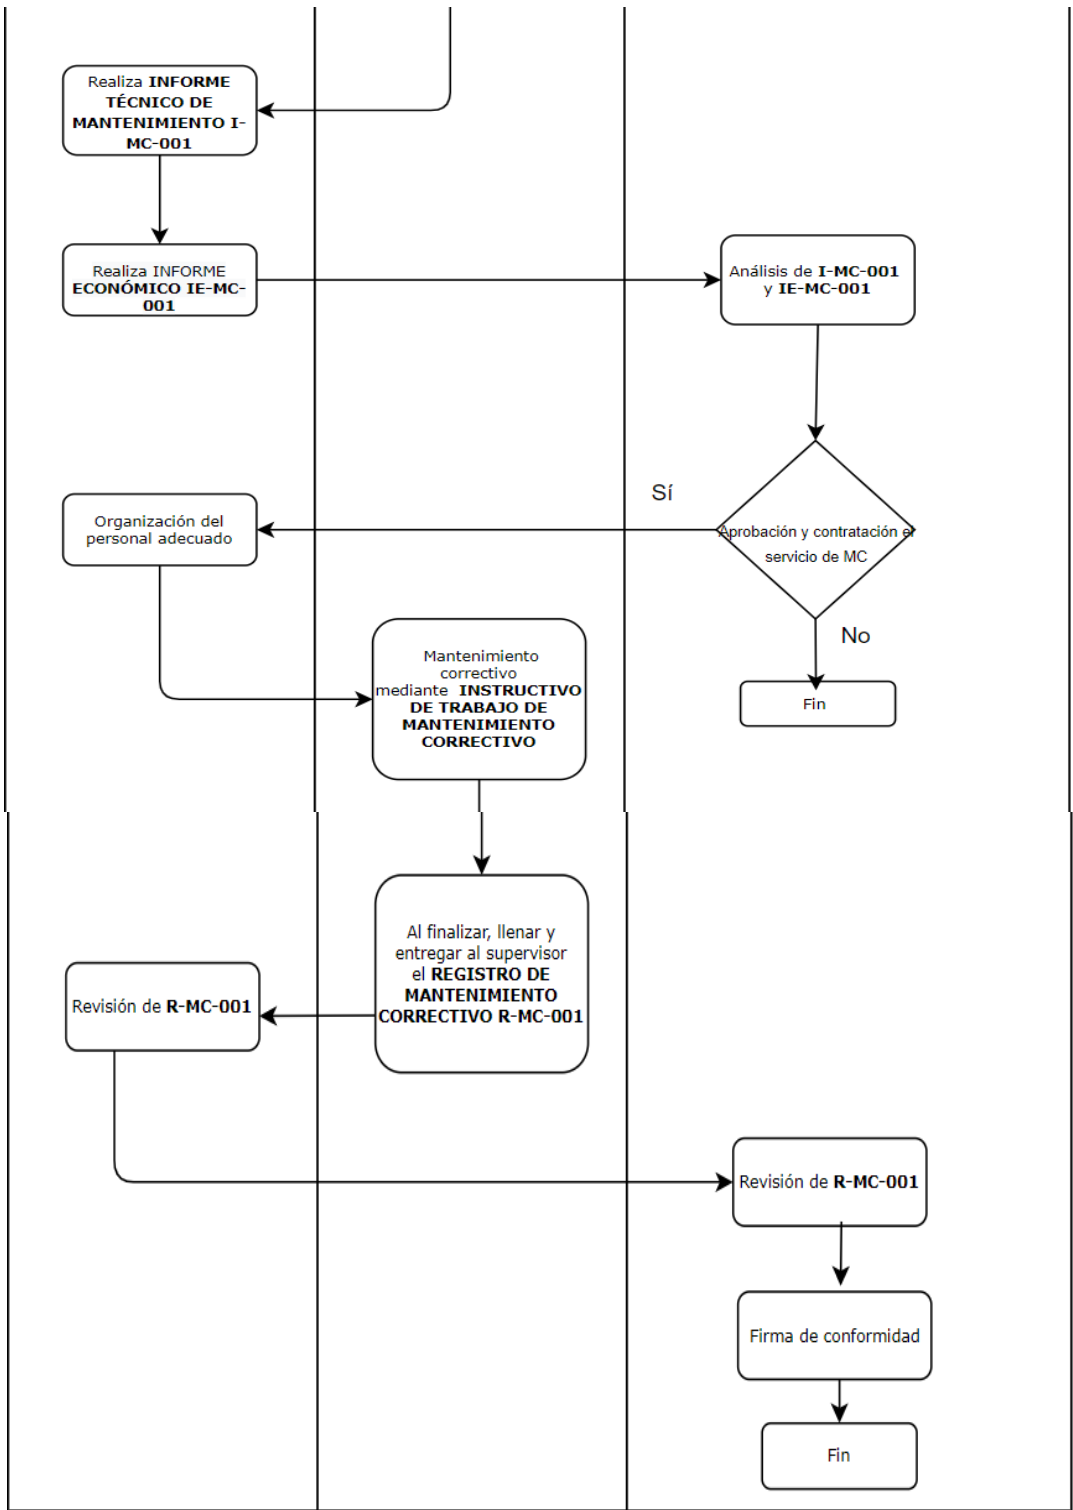 Realiza INFORME
TÉCNICO DE
MANTENIMIENTO I-
MC-001
Realiza INFORME
ECONÓMICO IE-MC-
001
Análisis de I-MC-001
y IE-MC-001
Sí
Organización del
personal adecuado
Aprobación y contratación el
servicio de MC
No
Mantenimiento
correctivo
mediante INSTRUCTIVO
DE TRABAJO DE
MANTENIMIENTO
CORRECTIVO
Fin
Al finalizar, llenar y
entregar al supervisor
el REGISTRO DE
MANTENIMIENTO
CORRECTIVO R-MC-001
Revisión de R-MC-001
Revisión de R-MC-001
Firma de conformidad
Fin